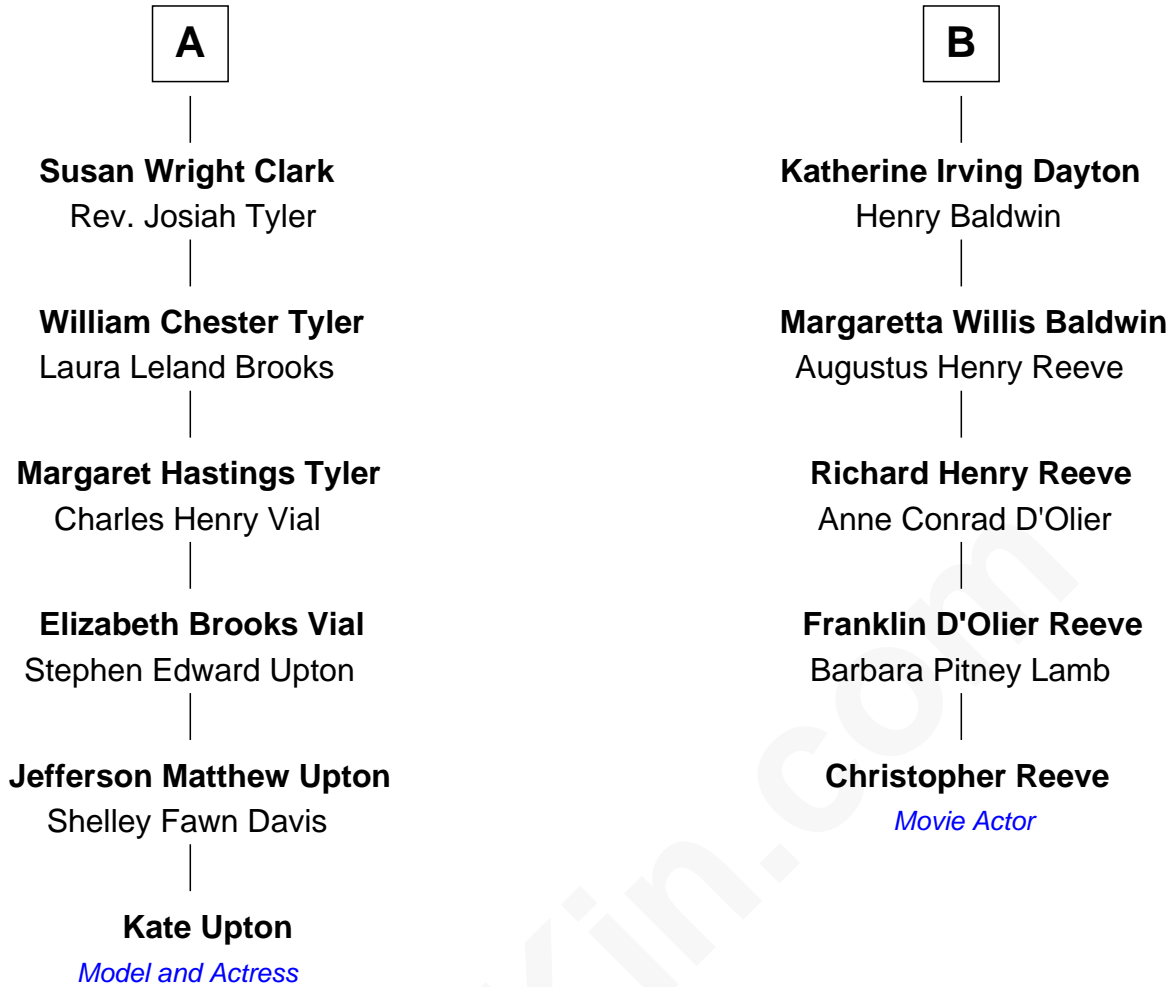 A
Susan Wright Clark
Rev. Josiah Tyler
William Chester Tyler
Laura Leland Brooks
Margaret Hastings Tyler
Charles Henry Vial
Elizabeth Brooks Vial
Stephen Edward Upton
Jefferson Matthew Upton
Shelley Fawn Davis
Kate Upton
Model and Actress
B
Katherine Irving Dayton
Henry Baldwin
Margaretta Willis Baldwin
Augustus Henry Reeve
Richard Henry Reeve
Anne Conrad D'Olier
Franklin D'Olier Reeve
Barbara Pitney Lamb
Christopher Reeve
Movie Actor
Kin.com